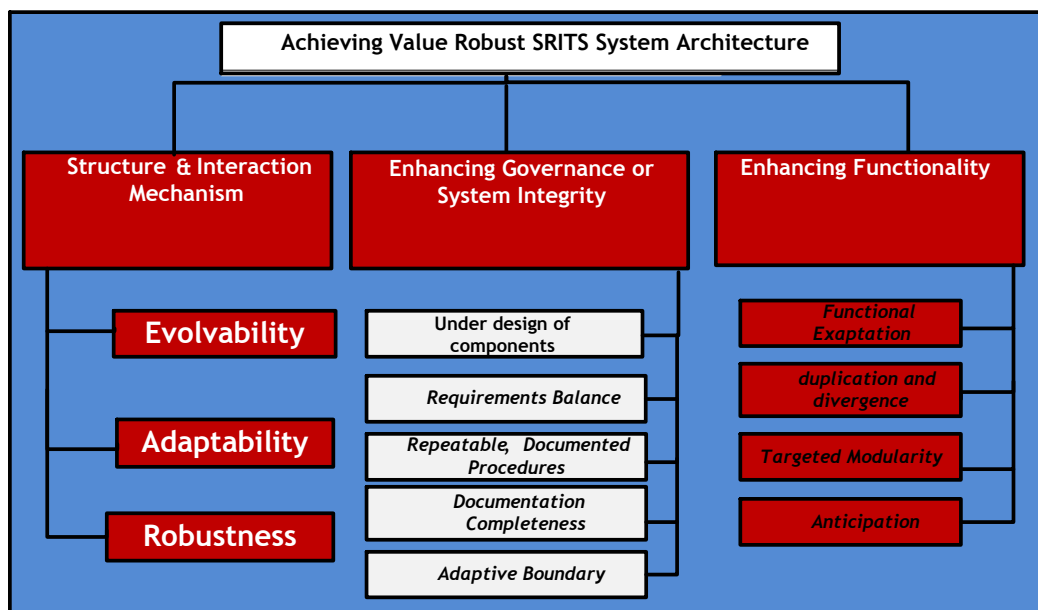 Achieving Value Robust SRITS System Architecture
Structure & Interaction
Mechanism
Enhancing Governance or
System Integrity
Enhancing Functionality
Evolvability
Adaptability
Robustness
Under design of
components
Requirements Balance
Repeatable, Documented
Procedures
Documentation
Completeness
Adaptive Boundary
Functional
Exaptation
duplication and
divergence
Targeted Modularity
Anticipation